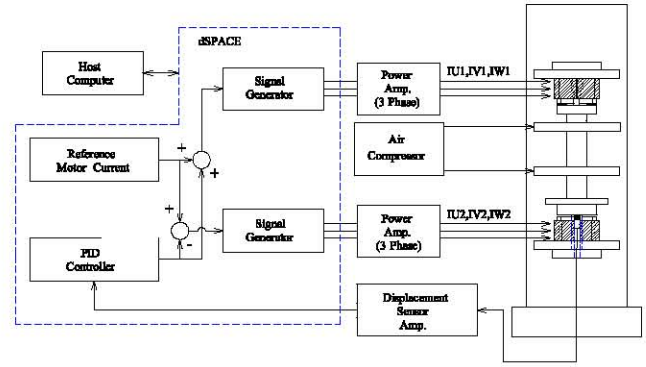 dSPACE
Host
Computer
Signal
Generator
Power
Amp.
(3 Phase)
IU1,IV1,IW1
Reference
Motor Current
+
+
Air
Compressor
+
-
Signal
Generator
Power
Amp.
(3 Phase)
IU2,IV2,IW2
PID
Controller
Displacement
Sensor
Amp.